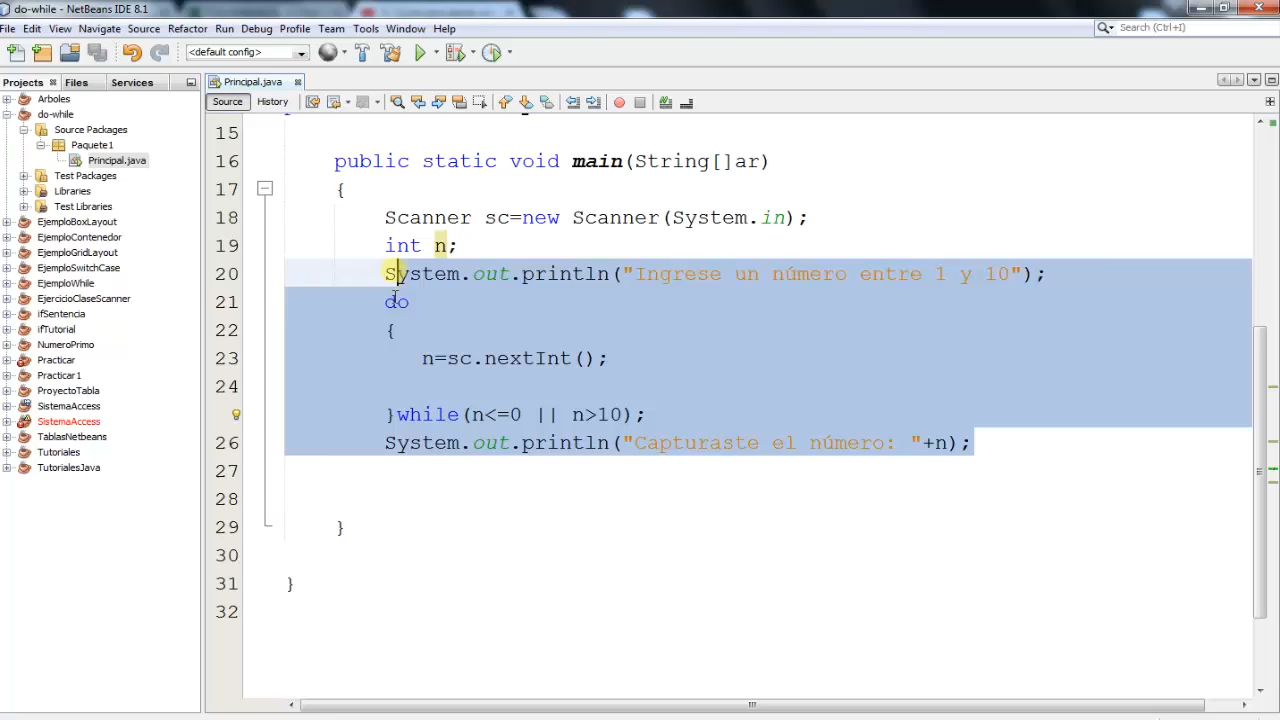 do-while - NetBeans IDE 8.1
File Edit View Navigate Source Refactor Run Debug Profile Team Tools Window Help
Search (Ctrl+I)
<default config>
Projects Files Services
Principal.java
Source History
Arboles
do-while
Source Packages
Paquete1
Principal.java
Test Packages
Libraries
Test Libraries
EjemploBoxLayout
EjemploContenedor
EjemploGridLayout
EjemploSwitchCase
EjemploWhile
EjercicioClaseScanner
ifSentencia
ifTutorial
NumeroPrimo
Practicar
Practicar1
ProyectoTabla
SistemaAccess
SistemaAccess
TablasNetbeans
Tutoriales
TutorialesJava
15
16 public static void main(String[]ar)
17 {
18 Scanner sc=new Scanner(System.in);
19 int n;
20 System.out.println("Ingrese un número entre 1 y 10");
21 do
22 {
23 n=sc.nextInt();
24
}while(n<=0 || n>10);
26 System.out.println("Capturaste el número: "+n);
27
28
29 }
30
31 }
32